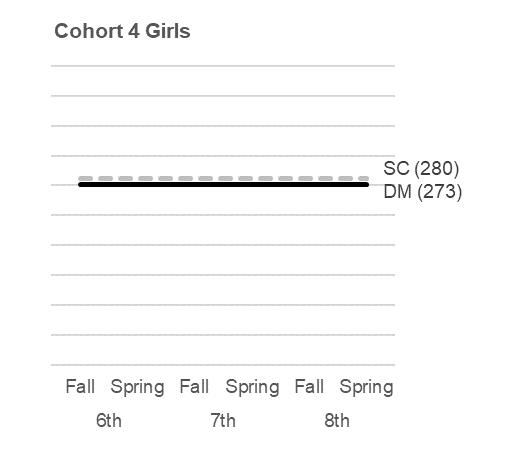 Cohort 4 Girls
SC (280)
DM (273)
Fall Spring Fall Spring Fall Spring
6th 7th 8th